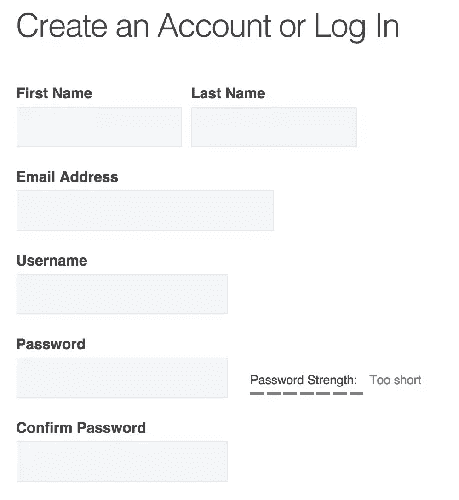 Create an Account or Log In
First Name Last Name
Email Address
Username
Password
Password Strength: Too short
Confirm Password